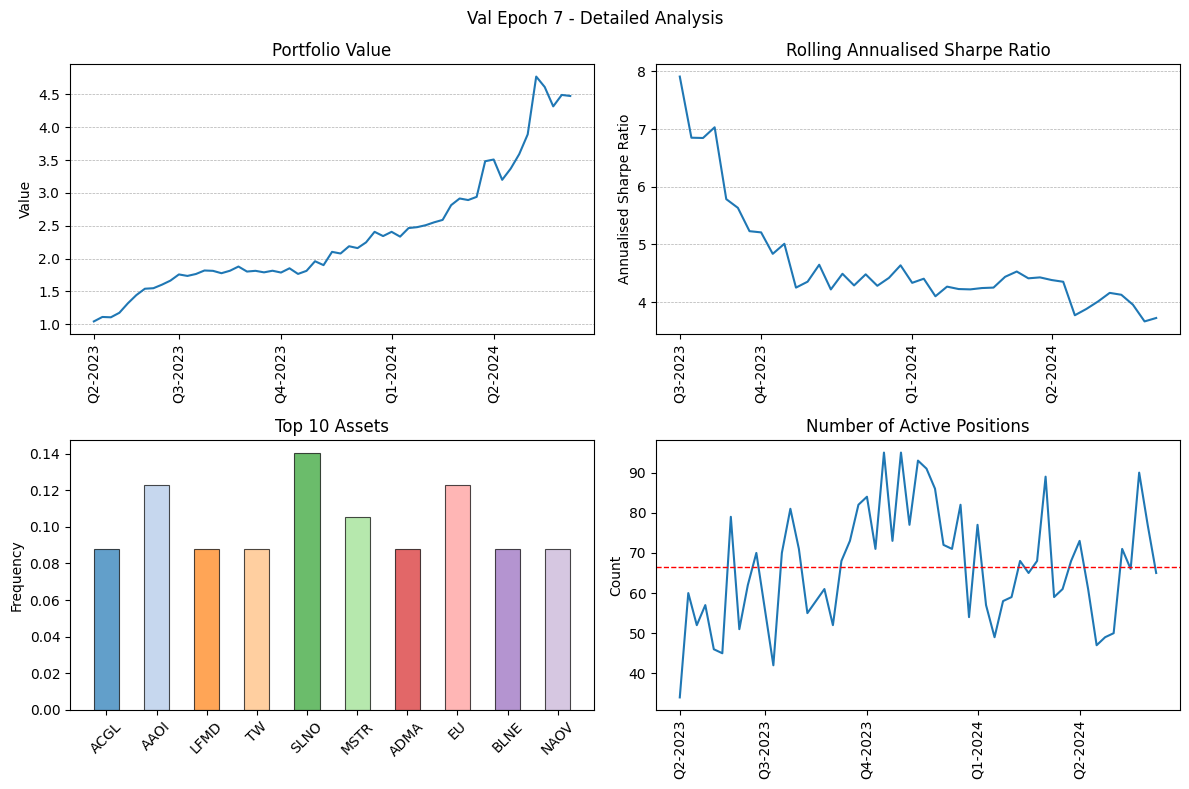 Val Epoch 7 - Detailed Analysis
Portfolio Value
Value
4.5
4.0
3.5
3.0
2.5
2.0
1.5
1.0
Q2-2023
Q3-2023
Q4-2023
Q1-2024
Q2-2024
Rolling Annualised Sharpe Ratio
Annualised Sharpe Ratio
8
7
6
5
4
Q3-2023
Q4-2023
Q1-2024
Q2-2024
Top 10 Assets
Frequency
0.14
0.12
0.10
0.08
0.06
0.04
0.02
0.00
ACGL
AAOI
LFMD
TW
SLNO
MSTR
ADMA
EU
BLNE
NAOV
Number of Active Positions
Count
90
80
70
60
50
40
Q2-2023
Q3-2023
Q4-2023
Q1-2024
Q2-2024